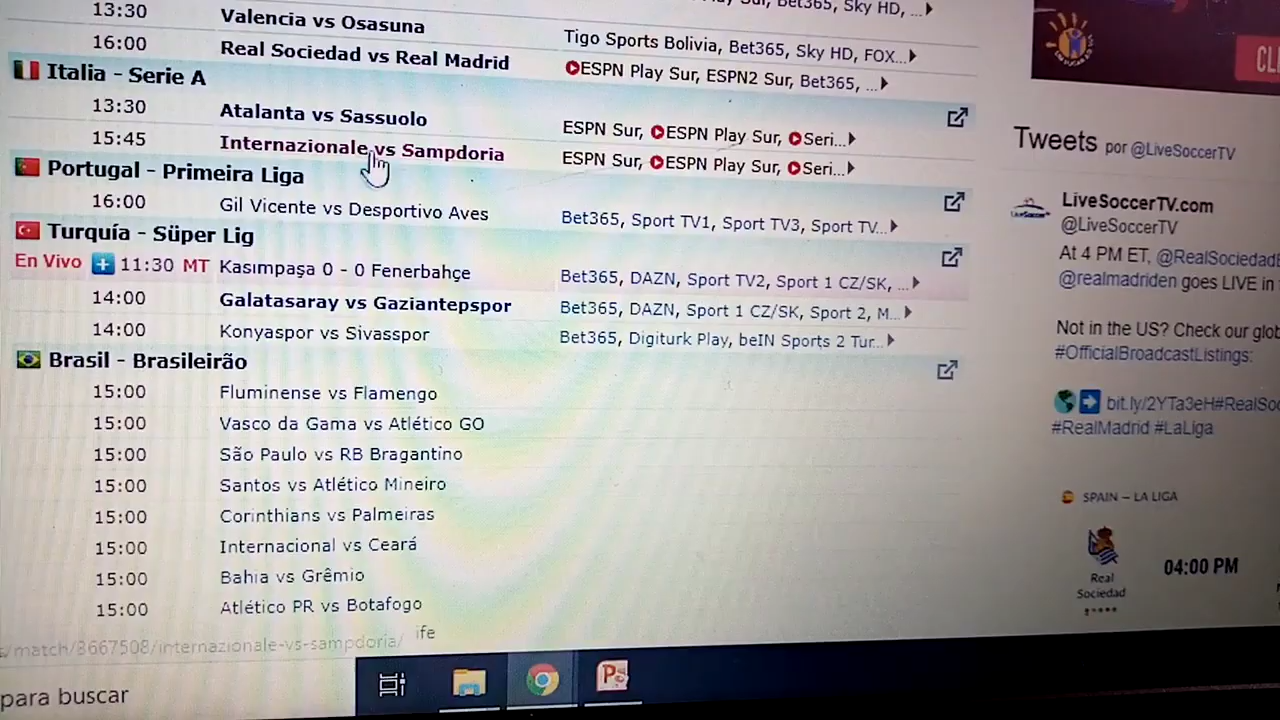 13:30 Valencia vs Osasuna Bet365, Sky HD, ...
16:00 Real Sociedad vs Real Madrid Tigo Sports Bolivia, Bet365, Sky HD, FOX...
ESPN Play Sur, ESPN2 Sur, Bet365, ...
Italia - Serie A
13:30 Atalanta vs Sassuolo ESPN Sur, ESPN Play Sur, Seri...
15:45 Internazionale vs Sampdoria ESPN Sur, ESPN Play Sur, Seri...
Portugal - Primeira Liga
16:00 Gil Vicente vs Desportivo Aves Bet365, Sport TV1, Sport TV3, Sport TV...
Turquía - Süper Lig
En Vivo 11:30 MT Kasımpaşa 0 - 0 Fenerbahçe Bet365, DAZN, Sport TV2, Sport 1 CZ/SK, ...
14:00 Galatasaray vs Gaziantepspor Bet365, DAZN, Sport 1 CZ/SK, Sport 2, M...
14:00 Konyaspor vs Sivasspor Bet365, Digiturk Play, beIN Sports 2 Tur...
Brasil - Brasileirão
15:00 Fluminense vs Flamengo
15:00 Vasco da Gama vs Atlético GO
15:00 São Paulo vs RB Bragantino
15:00 Santos vs Atlético Mineiro
15:00 Corinthians vs Palmeiras
15:00 Internacional vs Ceará
15:00 Bahia vs Grêmio
15:00 Atlético PR vs Botafogo
/match/3667508/internazionale-vs-sampdoria/ ife
para buscar
CL
Tweets por @LiveSoccerTV
LiveSoccerTV.com
@LiveSoccerTV
At 4 PM ET, @RealSociedadE
@realmadriden goes LIVE in
Not in the US? Check our glob
#OfficialBroadcastListings:
bit.ly/2YTa3eH#RealSoc
#RealMadrid #LaLiga
SPAIN – LA LIGA
Real
Sociedad
04:00 PM